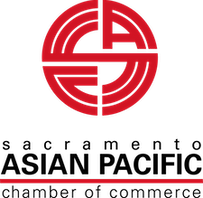 sacramento
ASIAN PACIFIC
chamber of commerce